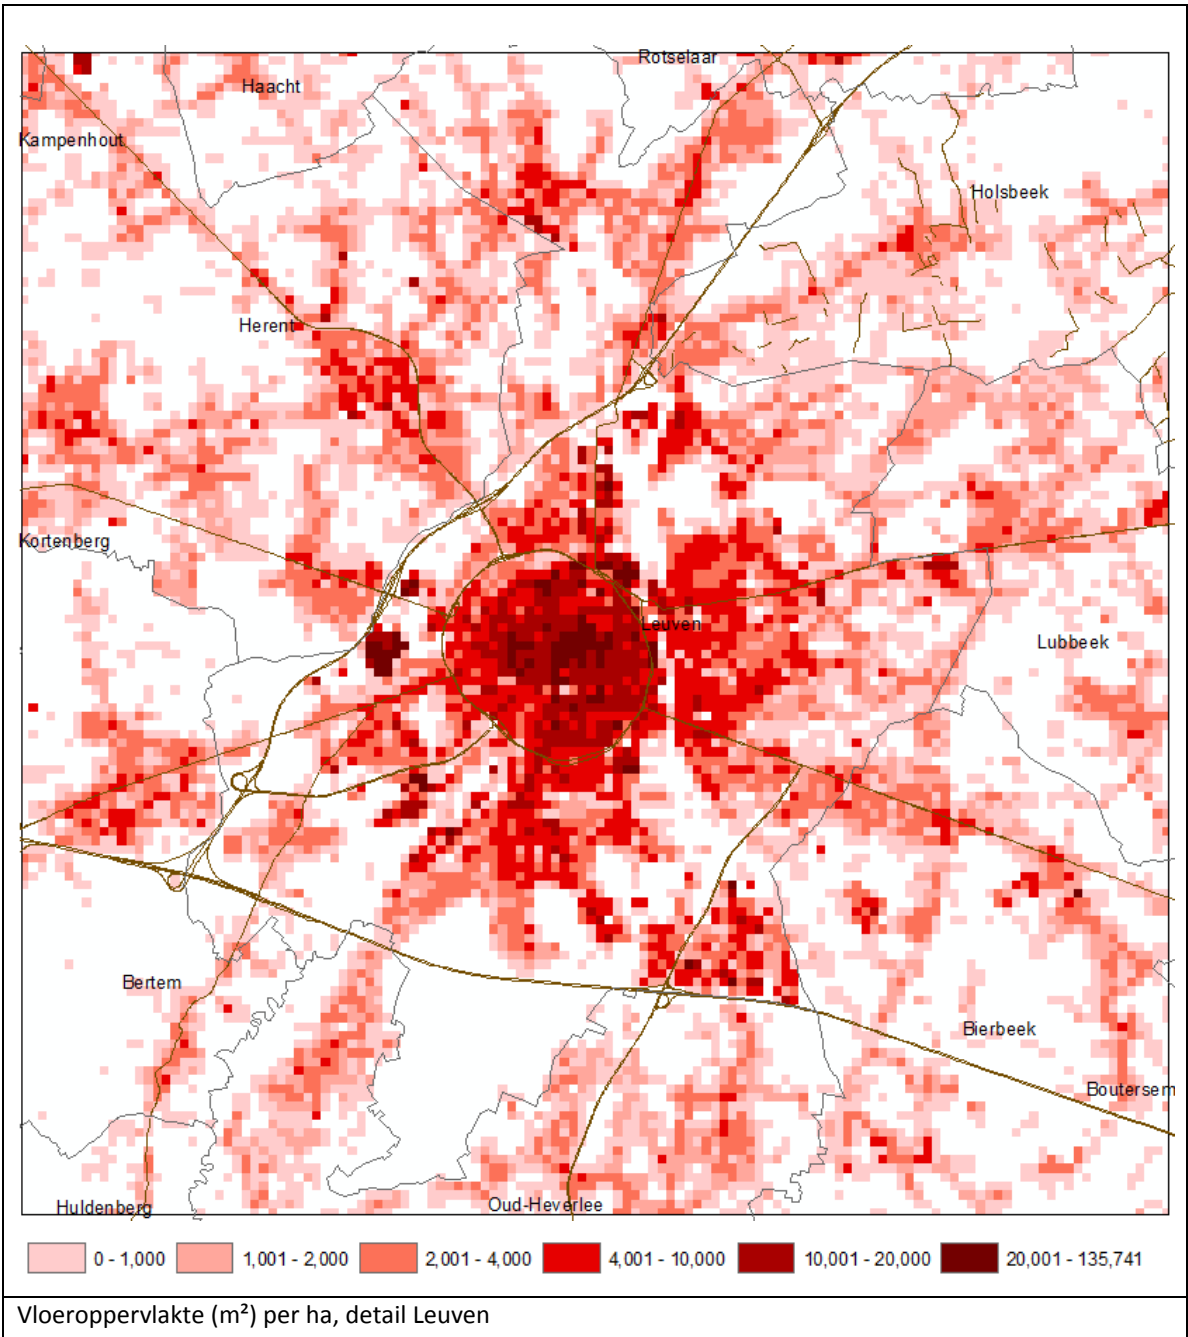 Rotselaar
Haacht
Kampenhout
Holsbeek
Herent
Kortenberg
Leuven
Lubbeek
Bertem
Bierbeek
Boutersem
Huldenberg
Oud-Heverlee
0 - 1,000
1,001 - 2,000
2,001 - 4,000
4,001 - 10,000
10,001 - 20,000
20,001 - 135,741
Vloeroppervlakte (m²) per ha, detail Leuven